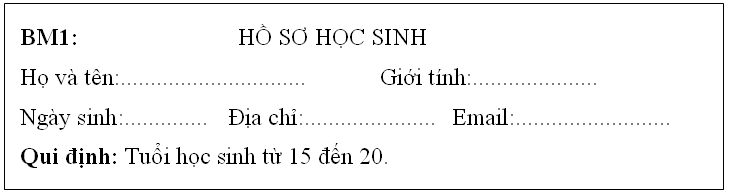 BM1: HỒ SƠ HỌC SINH
Họ và tên:............................... Giới tính:.....................
Ngày sinh:.............. Địa chỉ:...................... Email:..........................
Qui định: Tuổi học sinh từ 15 đến 20.